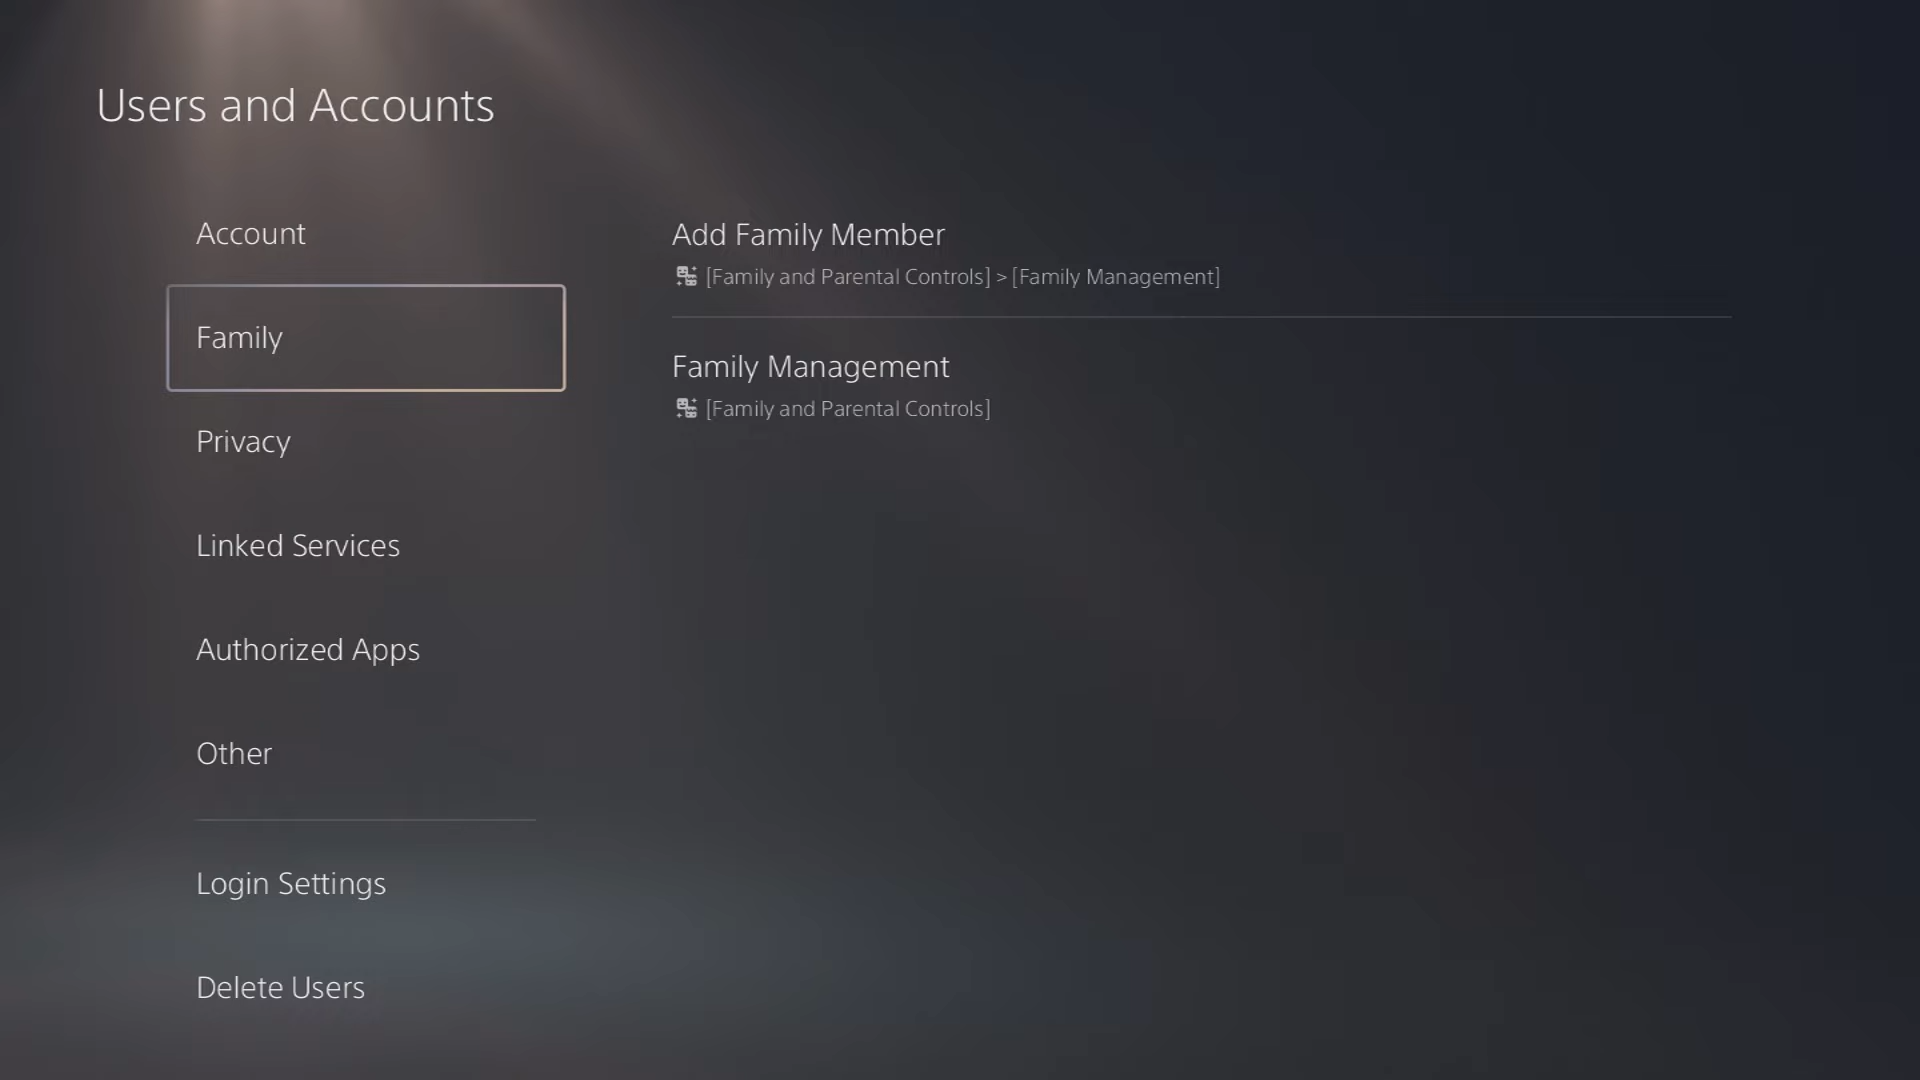 Users and Accounts
Account
Family
Privacy
Linked Services
Authorized Apps
Other
Login Settings
Delete Users
Add Family Member
[Family and Parental Controls] > [Family Management]
Family Management
[Family and Parental Controls]